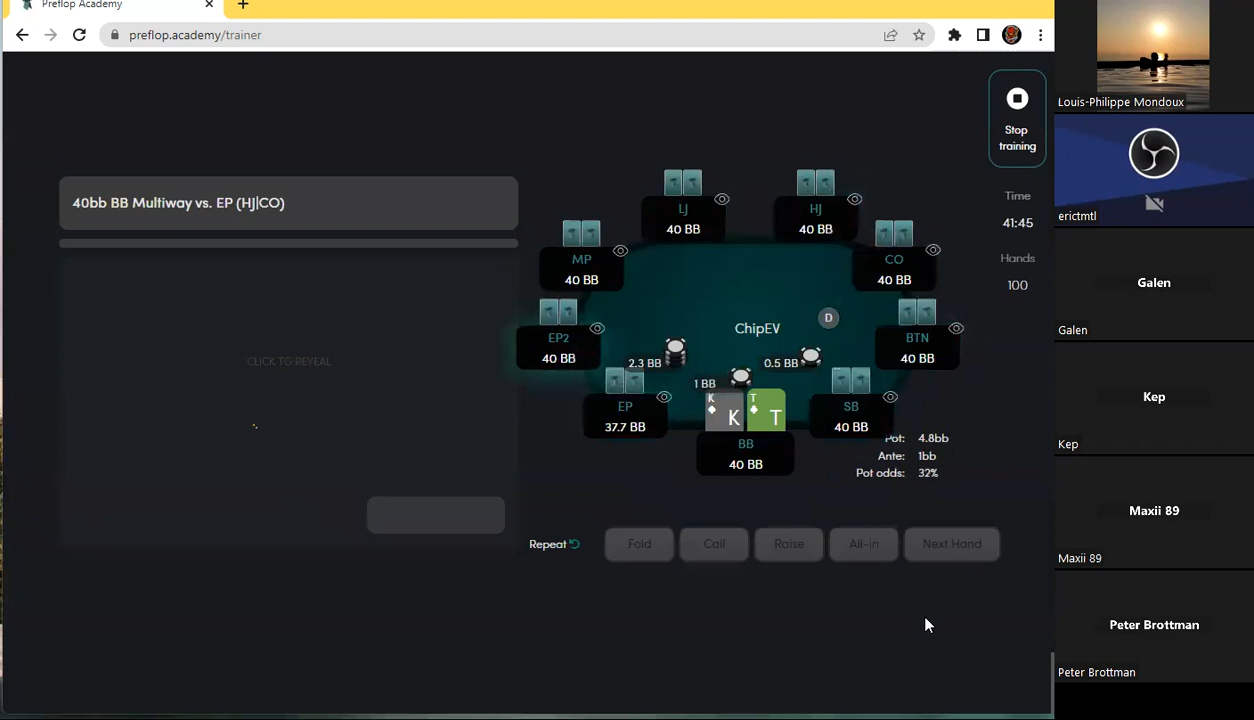 Preflop Academy
preflop.academy/trainer
Louis-Philippe Mondoux
erictmtl
Galen
Galen
Kep
Kep
Maxii 89
Maxii 89
Peter Brottman
Peter Brottman
Stop
training
Time
41:45
Hands
100
40bb BB Multiway vs. EP (HJ|CO)
CLICK TO REVEAL
LJ
40 BB
HJ
40 BB
MP
40 BB
CO
40 BB
EP2
40 BB
BTN
40 BB
ChipEV
D
2.3 BB
0.5 BB
1 BB
EP
37.7 BB
SB
40 BB
K
K
T
T
BB
40 BB
Pot: 4.8bb
Ante: 1bb
Pot odds: 32%
Repeat
Fold
Call
Raise
All-in
Next Hand